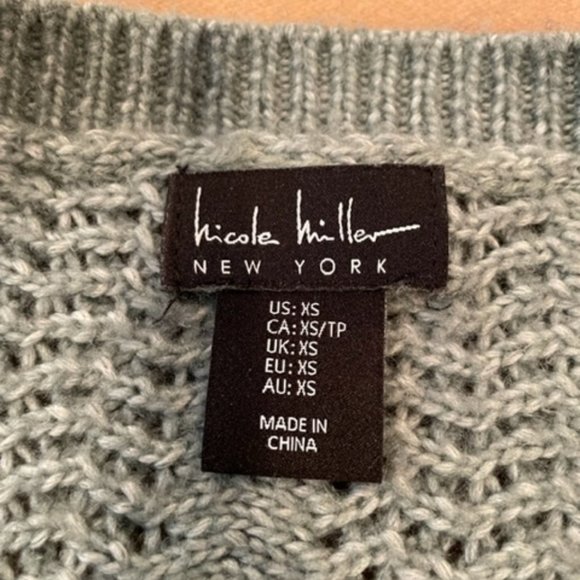 nicole miller
NEW YORK
US: XS
CA: XS/TP
UK: XS
EU: XS
AU: XS
MADE IN
CHINA